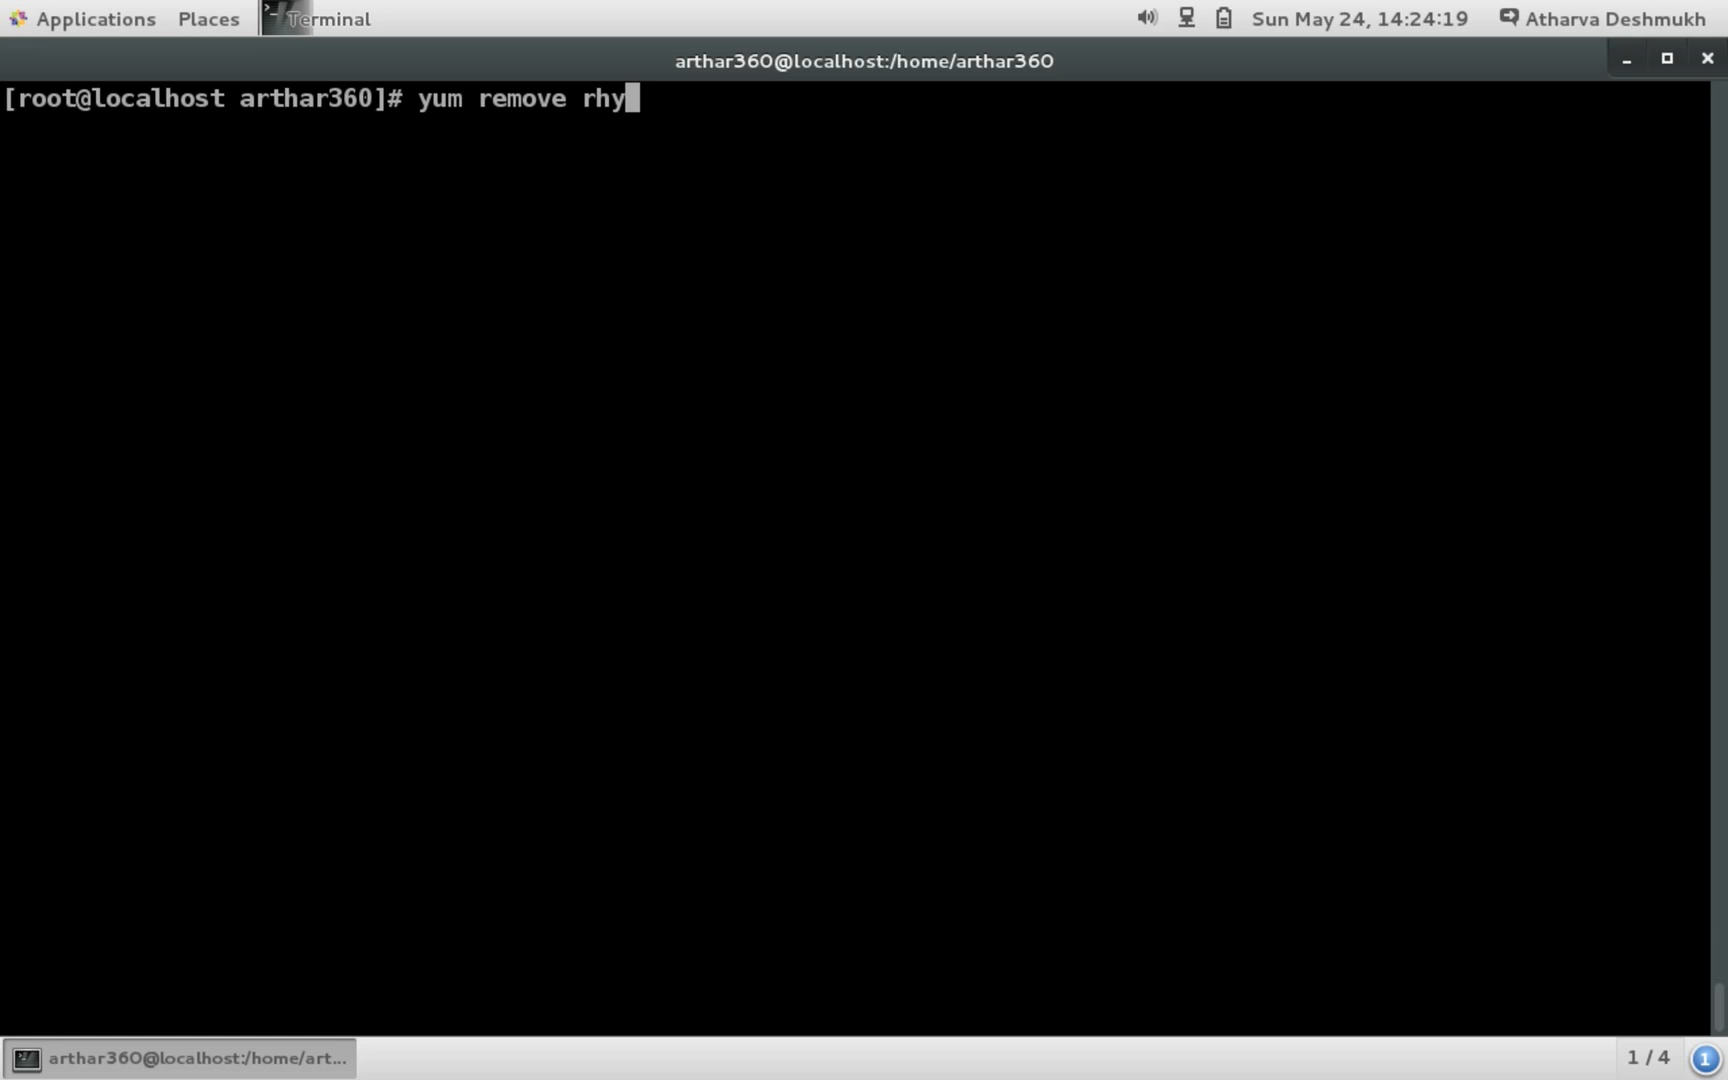 Applications Places Terminal Sun May 24, 14:24:19 Atharva Deshmukh
arthar360@localhost:/home/arthar360
[root@localhost arthar360]# yum remove rhy
arthar360@localhost:/home/art... 1 / 4 1